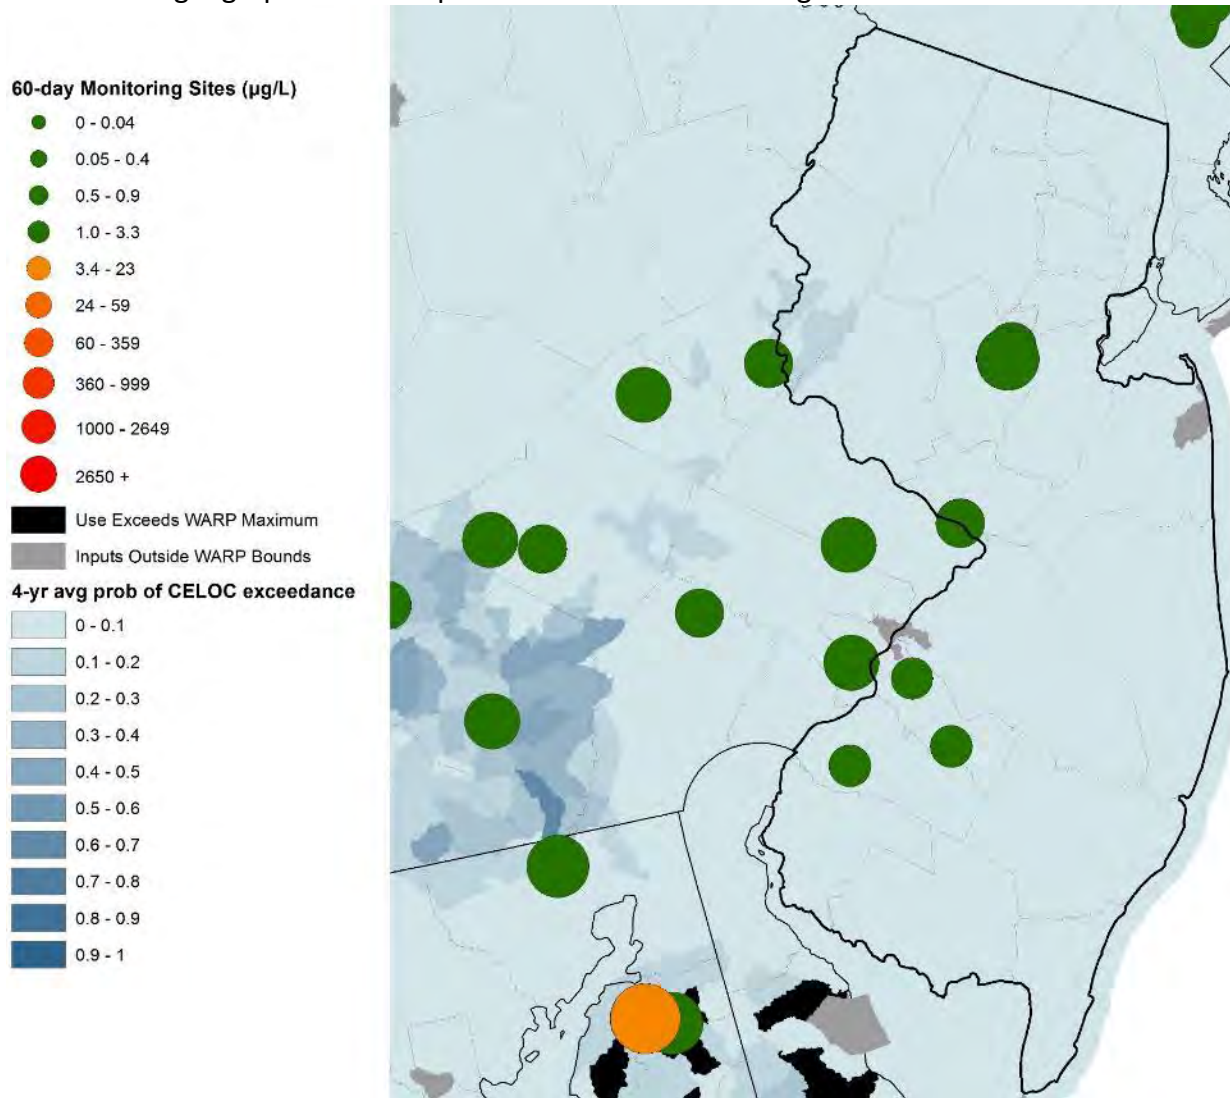 60-day Monitoring Sites (µg/L)
0 - 0.04
0.05 - 0.4
0.5 - 0.9
1.0 - 3.3
3.4 - 23
24 - 59
60 - 359
360 - 999
1000 - 2649
2650 +
Use Exceeds WARP Maximum
Inputs Outside WARP Bounds
4-yr avg prob of CELOC exceedance
0 - 0.1
0.1 - 0.2
0.2 - 0.3
0.3 - 0.4
0.4 - 0.5
0.5 - 0.6
0.6 - 0.7
0.7 - 0.8
0.8 - 0.9
0.9 - 1